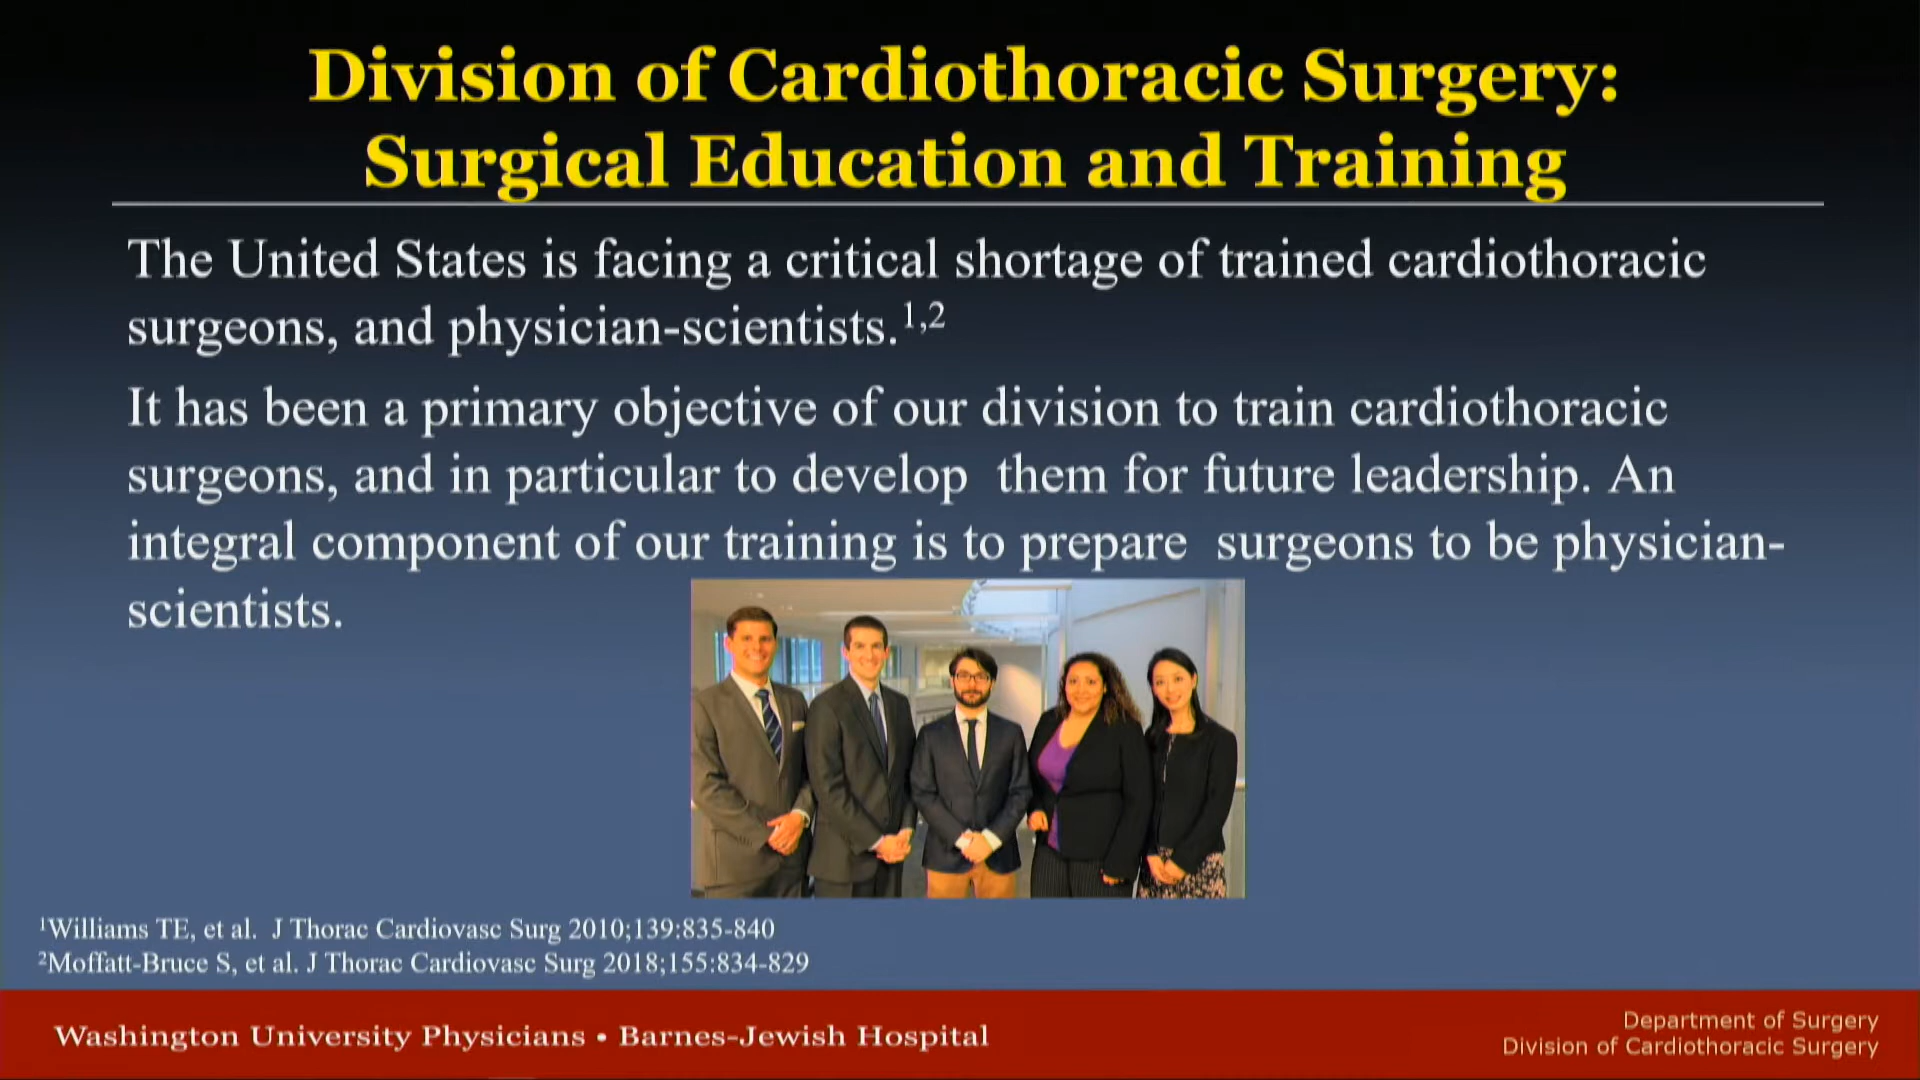 Division of Cardiothoracic Surgery:
Surgical Education and Training
The United States is facing a critical shortage of trained cardiothoracic
surgeons, and physician-scientists.¹,²
It has been a primary objective of our division to train cardiothoracic
surgeons, and in particular to develop  them for future leadership. An
integral component of our training is to prepare  surgeons to be physician-
scientists.
¹Williams TE, et al.  J Thorac Cardiovasc Surg 2010;139:835-840
²Moffatt-Bruce S, et al. J Thorac Cardiovasc Surg 2018;155:834-829
Washington University Physicians • Barnes-Jewish Hospital
Department of Surgery
Division of Cardiothoracic Surgery